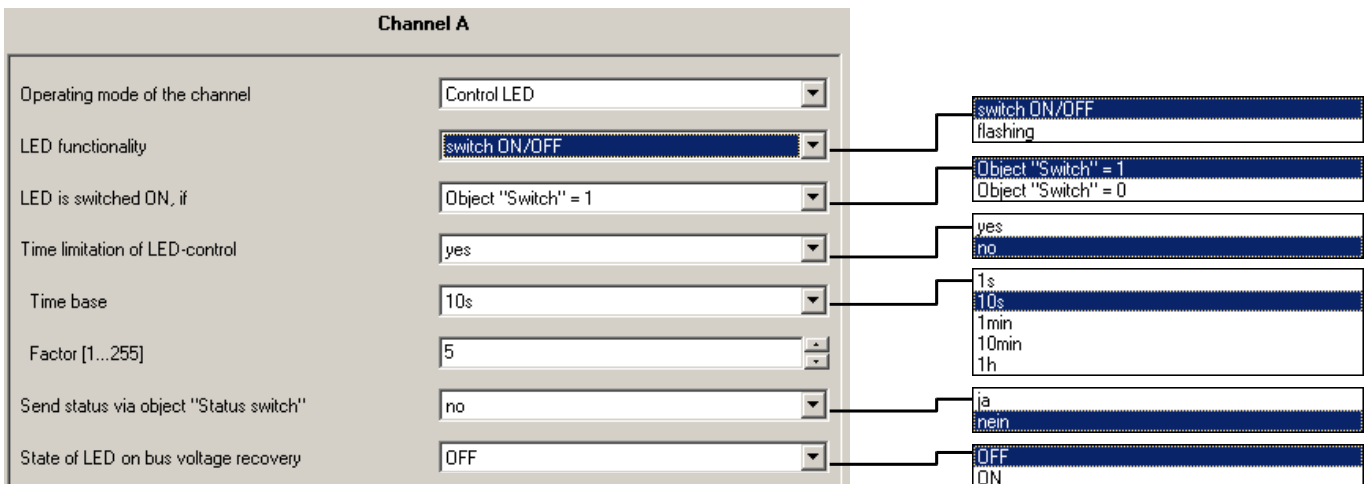 Channel A
Operating mode of the channel Control LED
LED functionality switch ON/OFF
LED is switched ON, if Object "Switch" = 1
Time limitation of LED-control yes
Time base 10s
Factor [1...255] 5
Send status via object "Status switch" no
State of LED on bus voltage recovery OFF
switch ON/OFF
flashing
Object "Switch" = 1
Object "Switch" = 0
yes
no
1s
10s
1min
10min
1h
ja
nein
OFF
ON